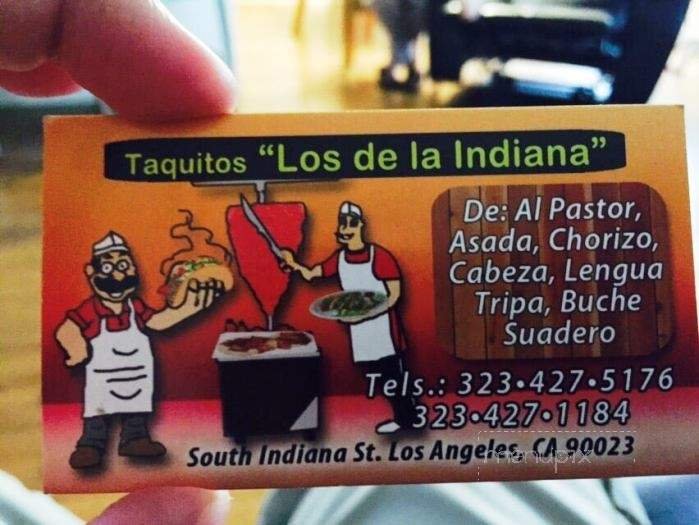 Taquitos "Los de la Indiana"
De: Al Pastor,
Asada, Chorizo,
Cabeza, Lengua
Tripa, Buche
Suadero
Tels.: 323•427•5176
323•427•1184
South Indiana St. Los Angeles, CA 90023
menupix